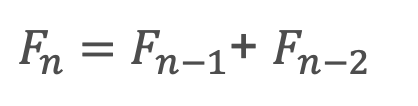 Fₙ = Fₙ₋₁ + Fₙ₋₂